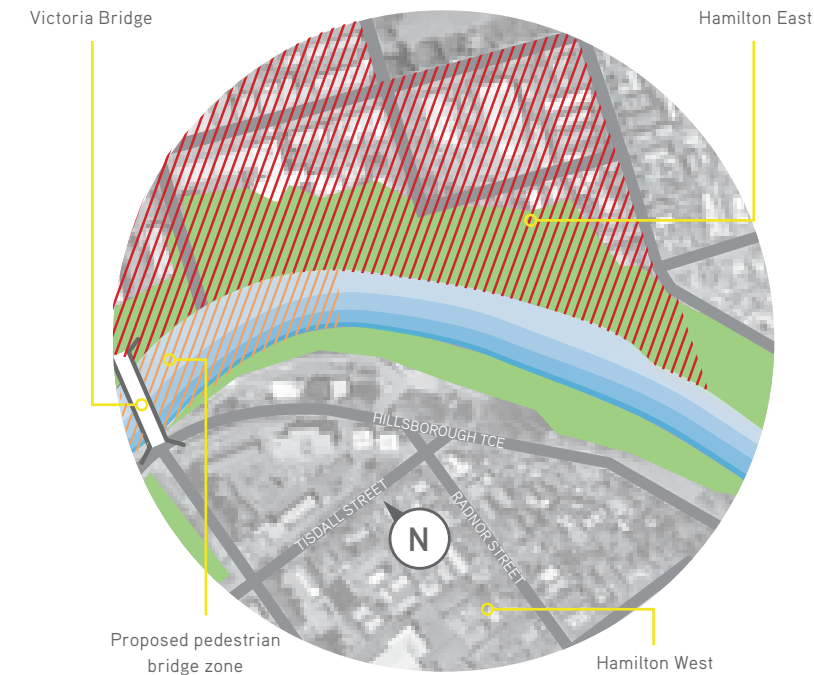 Victoria Bridge
Hamilton East
HILLSBOROUGH TCE
TISDALL STREET
RADNOR STREET
N
Proposed pedestrian
bridge zone
Hamilton West